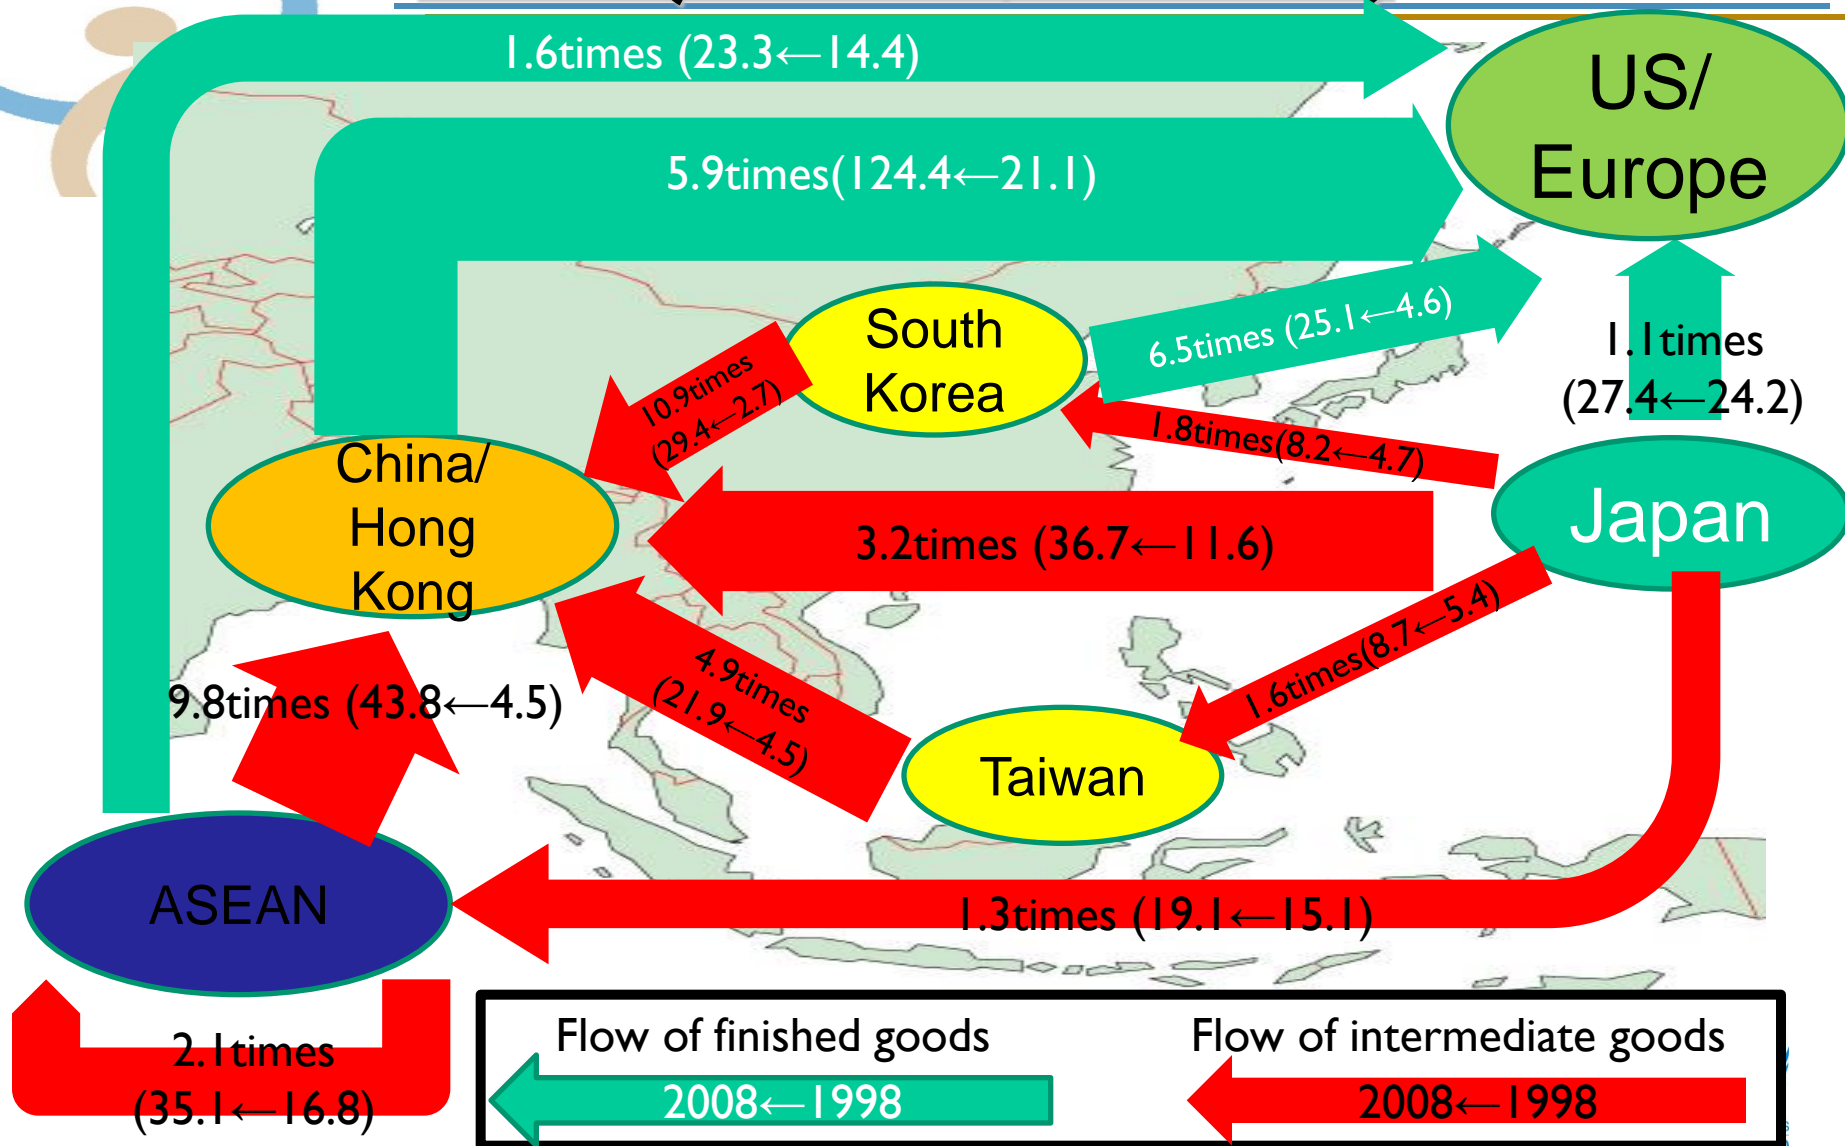 1.6times (23.3←14.4)
US/
Europe
5.9times(124.4←21.1)
South
Korea
6.5times (25.1←4.6)
1.1times
(27.4←24.2)
10.9times
(29.4←2.7)
1.8times(8.2←4.7)
China/
Hong
Kong
3.2times (36.7←11.6)
Japan
9.8times (43.8←4.5)
4.9times
(21.9←4.5)
1.6times(8.7←5.4)
Taiwan
ASEAN
1.3times (19.1←15.1)
2.1times
(35.1←16.8)
Flow of finished goods
2008←1998
Flow of intermediate goods
2008←1998